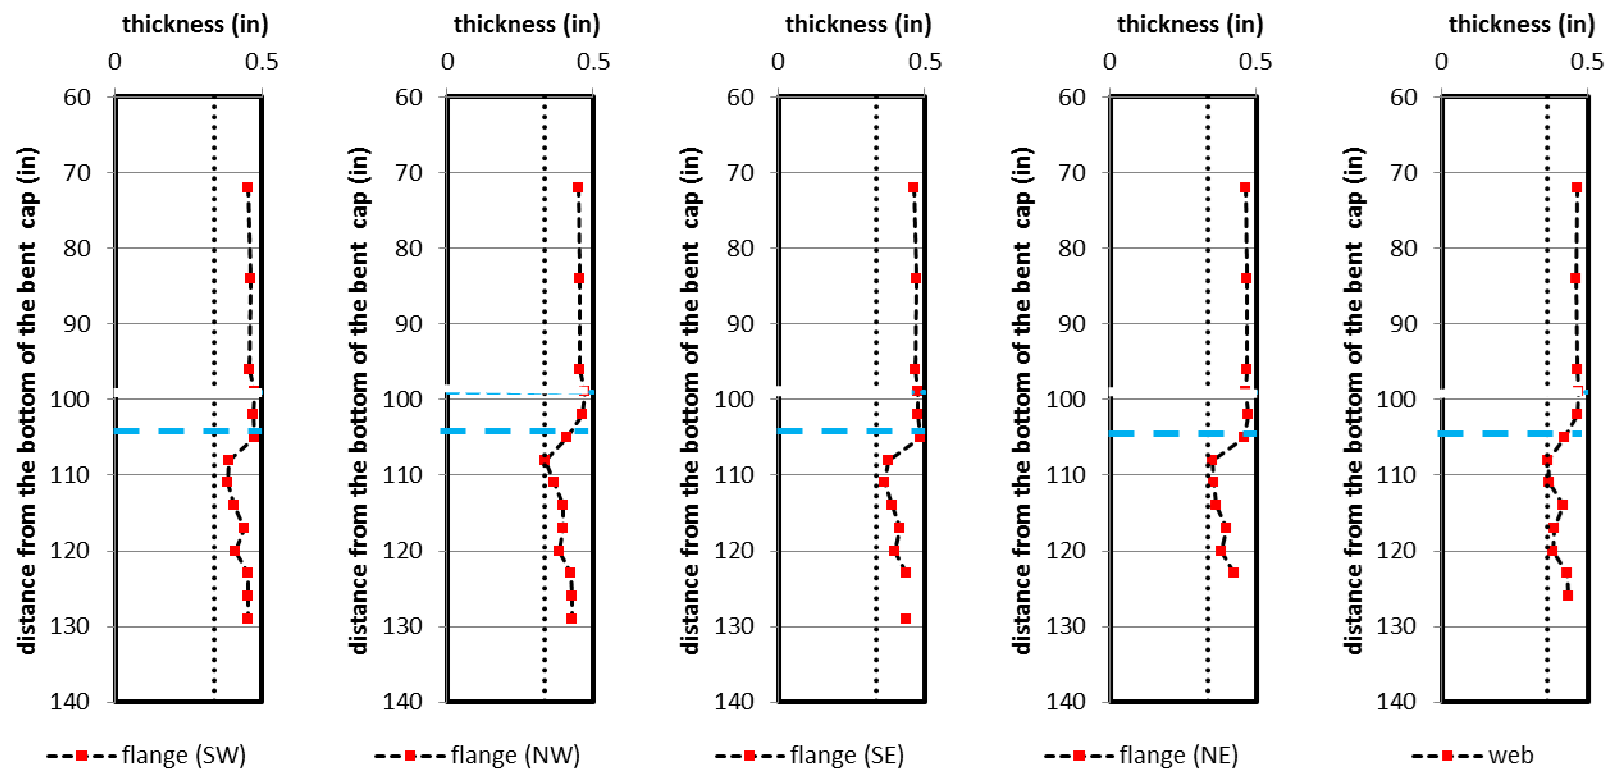 thickness (in) thickness (in) thickness (in) thickness (in) thickness (in)
0 0.5 0 0.5 0 0.5 0 0.5 0 0.5
60 60 60 60 60
70 70 70 70 70
80 80 80 80 80
90 90 90 90 90
100 100 100 100 100
110 110 110 110 110
120 120 120 120 120
130 130 130 130 130
140 140 140 140 140
distance from the bottom of the bent cap (in)
distance from the bottom of the bent cap (in)
distance from the bottom of the bent cap (in)
distance from the bottom of the bent cap (in)
distance from the bottom of the bent cap (in)
flange (SW) flange (NW) flange (SE) flange (NE) web